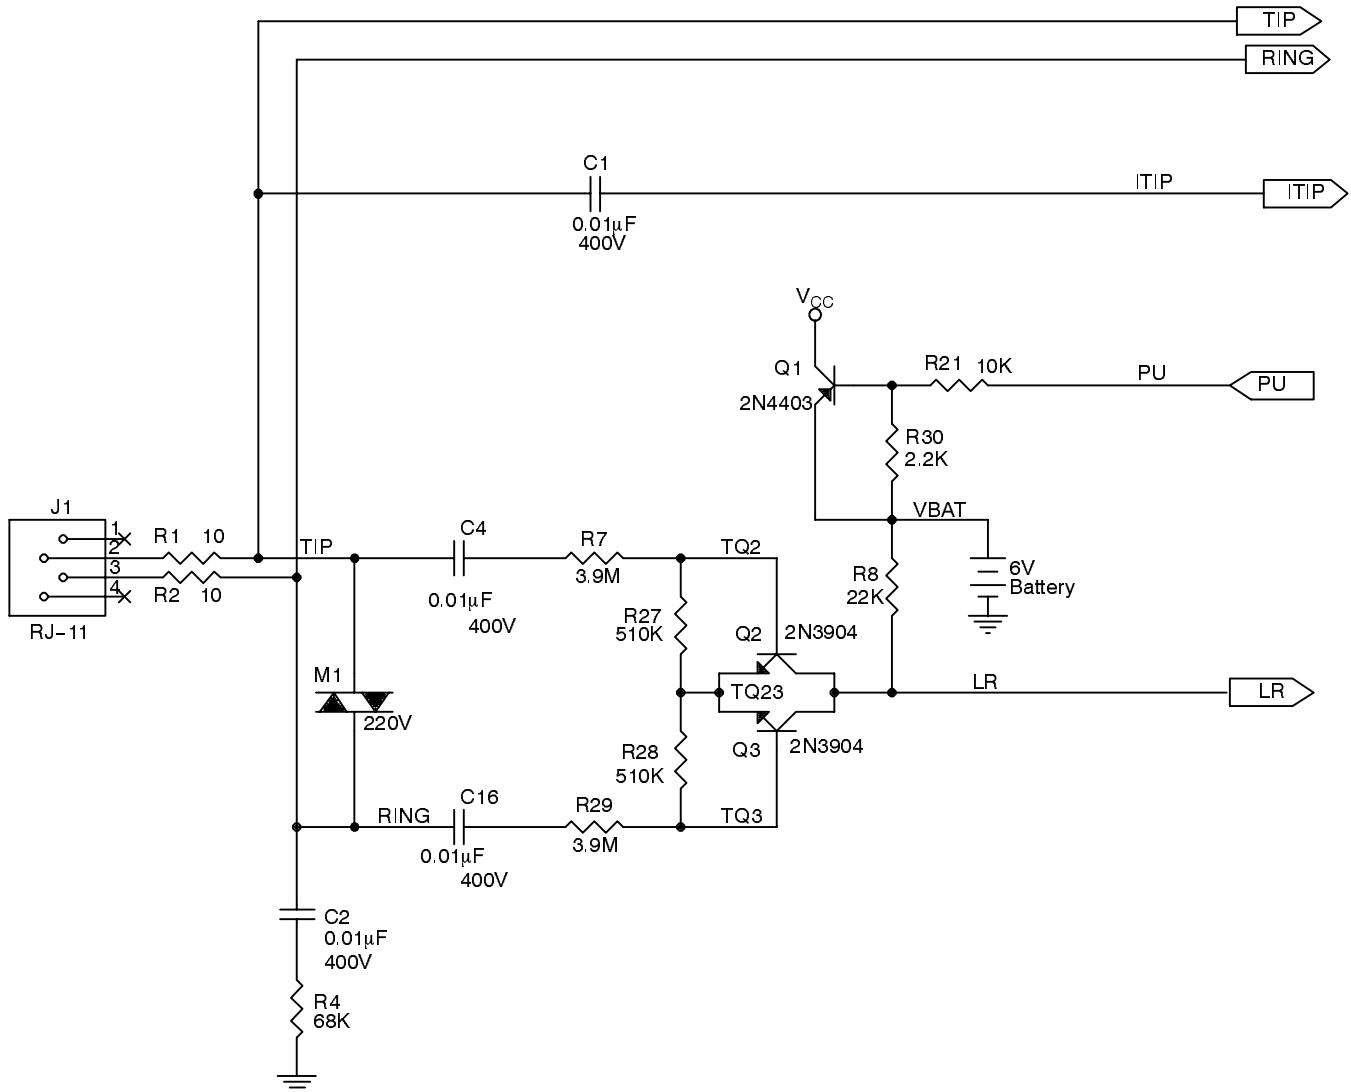 TIP
RING
C1
0.01µF
400V
ITIP
ITIP
VCC
Q1
2N4403
R21 10K
PU
PU
R30
2.2K
VBAT
6V
Battery
R8
22K
J1
1
2
3
4
RJ-11
R1 10
R2 10
TIP
C4
0.01µF
400V
R7
3.9M
TQ2
R27
510K
Q2
2N3904
TQ23
LR
LR
M1
220V
R28
510K
Q3
2N3904
RING
C16
0.01µF
400V
R29
3.9M
TQ3
C2
0.01µF
400V
R4
68K